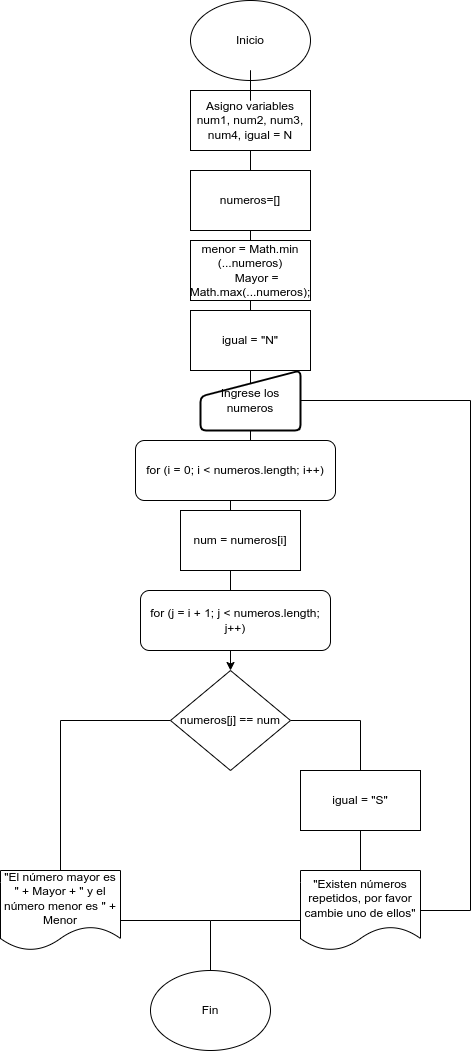 Inicio
Asigno variables
num1, num2, num3,
num4, igual = N
numeros=[]
menor = Math.min
(...numeros)
Mayor =
Math.max(...numeros);
igual = "N"
Ingrese los
numeros
for (i = 0; i < numeros.length; i++)
num = numeros[i]
for (j = i + 1; j < numeros.length;
j++)
numeros[j] == num
igual = "S"
"El número mayor es
" + Mayor + " y el
número menor es " +
Menor
"Existen números
repetidos, por favor
cambie uno de ellos"
Fin